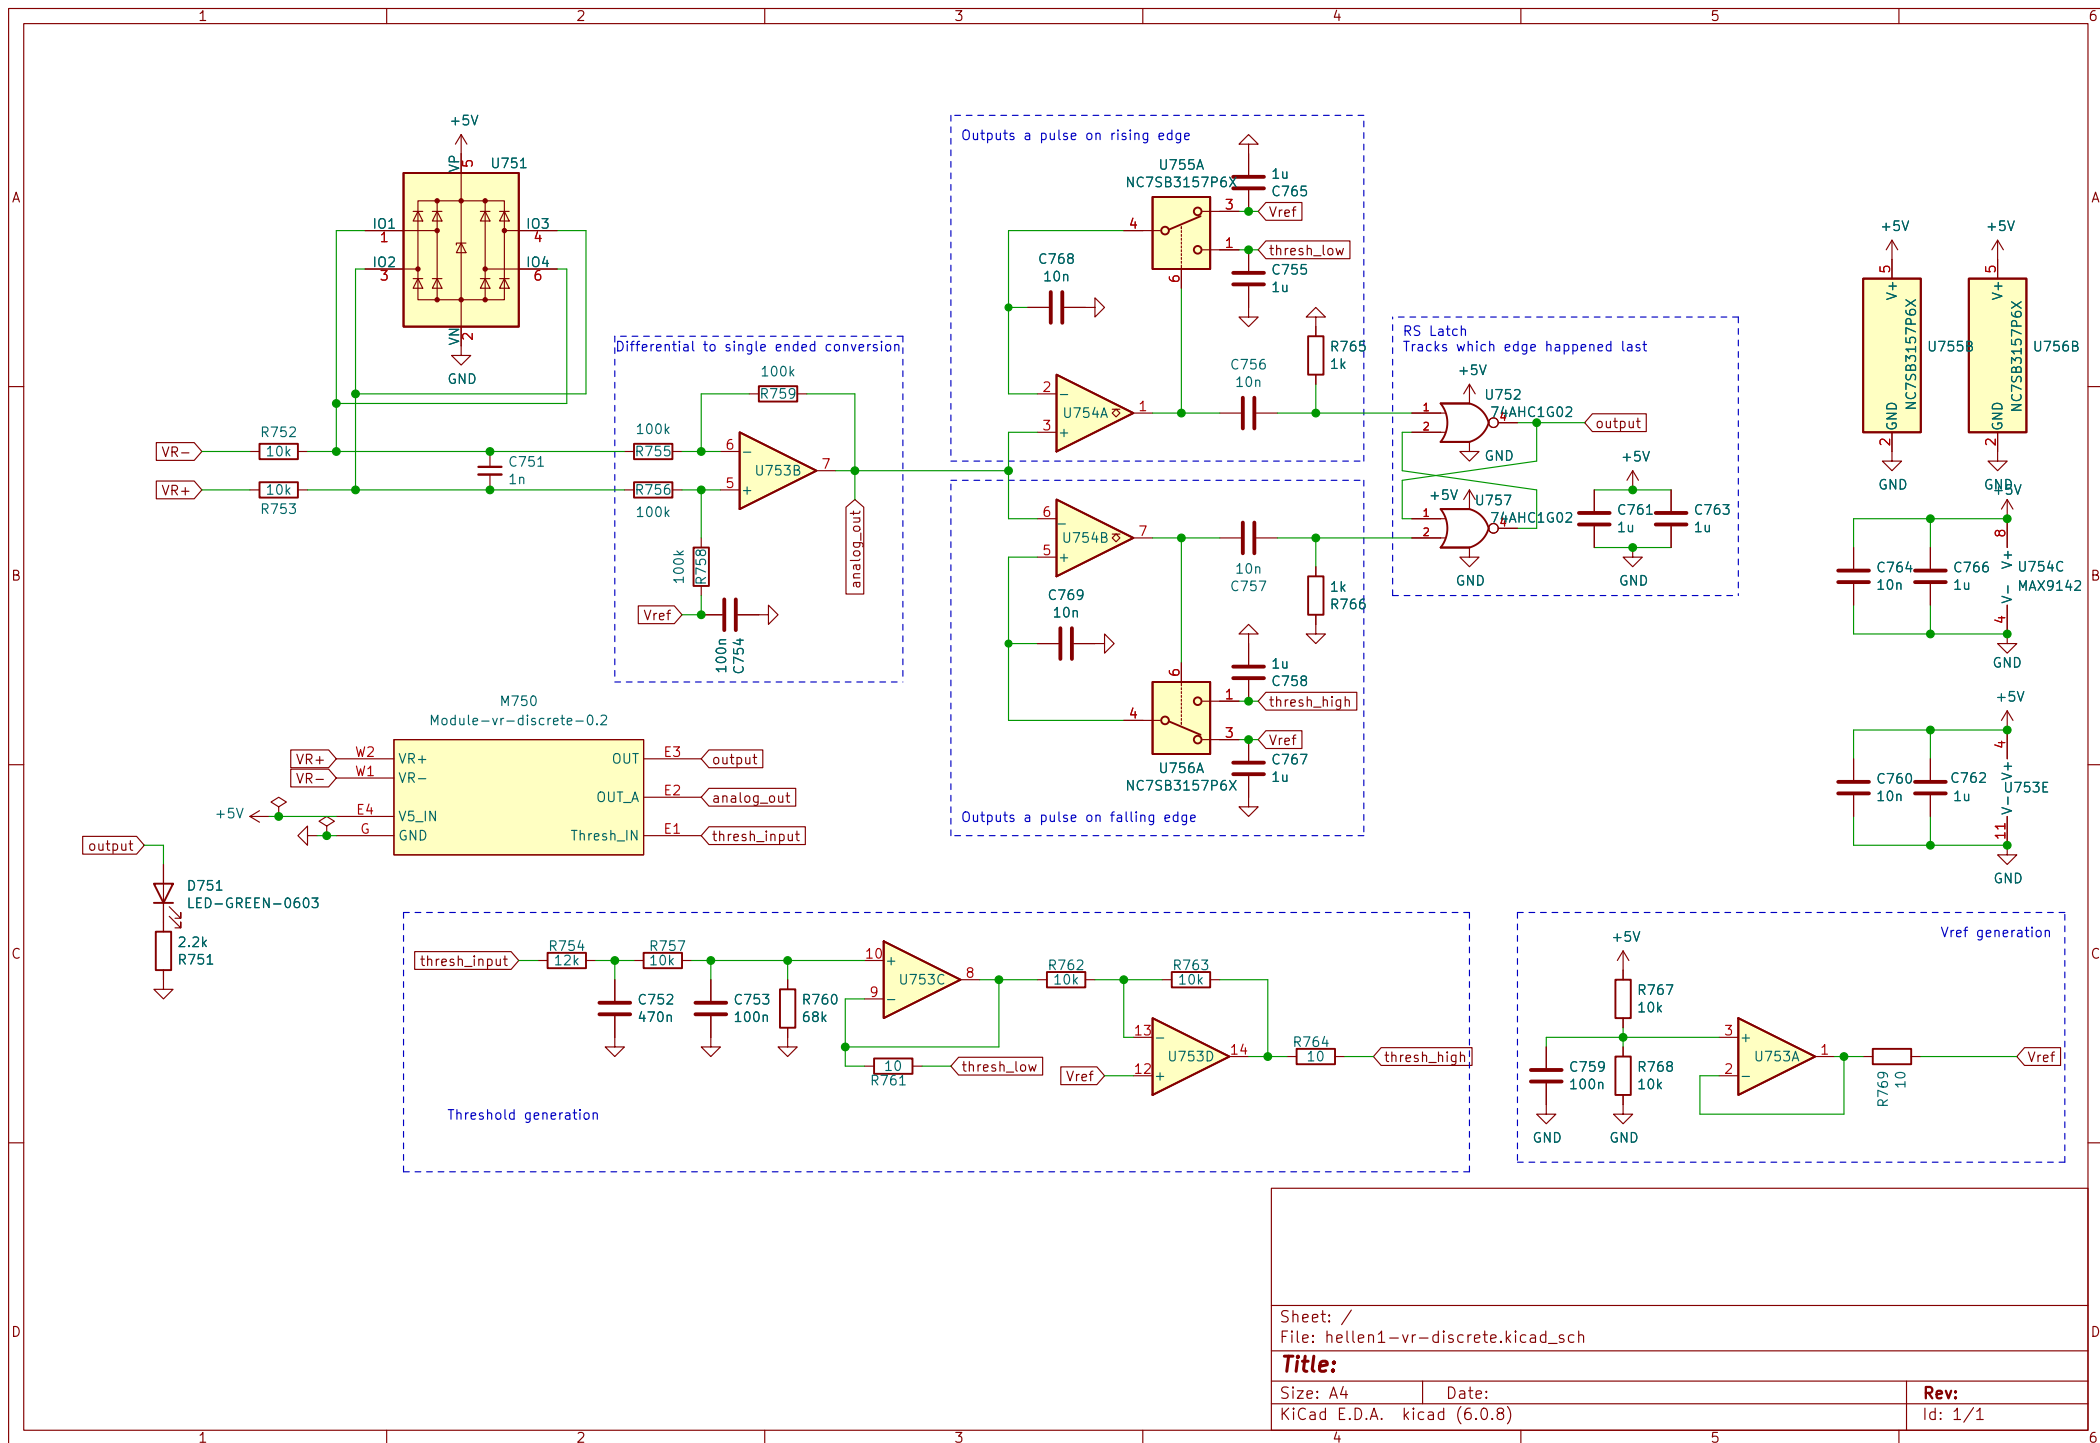 1 2 3 4 5 6
A A
B B
C C
D D
+5V
U751
VP
5
IO1
1
IO2
3
IO3
4
IO4
6
VN
2
GND
VR-
R752
10k
VR+
10k
R753
C751
1n
Differential to single ended conversion
100k
R759
100k
R755
R756
100k
6
5
U753B
7
100k
R758
Vref
100n
C754
analog_out
Outputs a pulse on rising edge
U755A
NC7SB3157P6X
4
3
1
6
1u
C765
Vref
thresh_low
C755
1u
C768
10n
2
3
U754A
1
C756
10n
R765
1k
Outputs a pulse on falling edge
6
5
U754B
7
10n
C757
1k
R766
C769
10n
6
4
1
3
U756A
NC7SB3157P6X
1u
C758
thresh_high
Vref
C767
1u
RS Latch
Tracks which edge happened last
+5V
U752
74AHC1G02
1
2
4
GND
output
+5V
U757
74AHC1G02
1
2
4
GND
+5V
C761
1u
C763
1u
GND
+5V
5
V+
NC7SB3157P6X
U755B
GND
2
GND
+5V
5
V+
NC7SB3157P6X
U756B
GND
2
GND
+5V
8
V+
C764
10n
C766
1u
U754C
MAX9142
V-
4
GND
+5V
4
V+
C760
10n
C762
1u
U753E
V-
11
GND
M750
Module-vr-discrete-0.2
VR+
W2
VR+
VR-
W1
VR-
+5V
E4
V5_IN
G
GND
OUT
E3
output
OUT_A
E2
analog_out
Thresh_IN
E1
thresh_input
output
D751
LED-GREEN-0603
2.2k
R751
thresh_input
R754
12k
R757
10k
C752
470n
C753
100n
R760
68k
10
9
U753C
8
10
R761
thresh_low
R762
10k
R763
10k
13
12
U753D
14
Vref
R764
10
thresh_high
Threshold generation
Vref generation
+5V
R767
10k
C759
100n
R768
10k
GND
GND
3
2
U753A
1
R769
10
Vref
Sheet: /
File: hellen1-vr-discrete.kicad_sch
Title:
Size: A4 Date: Rev:
KiCad E.D.A. kicad (6.0.8) Id: 1/1
1 2 3 4 5 6